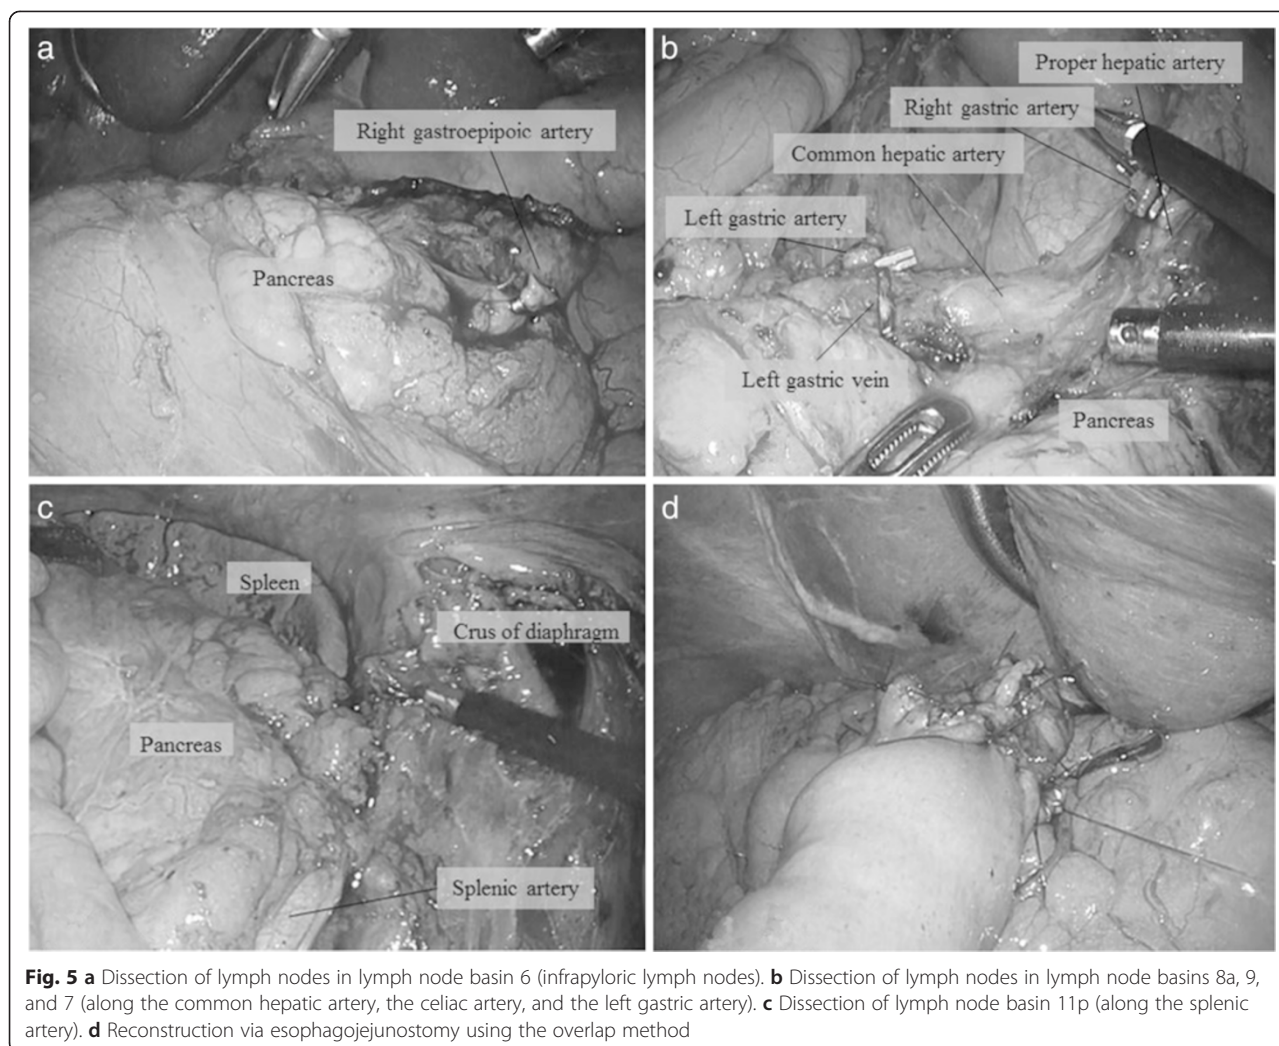 a
Right gastroepipoic artery
Pancreas
b
Proper hepatic artery
Right gastric artery
Common hepatic artery
Left gastric artery
Left gastric vein
Pancreas
c
Spleen
Crus of diaphragm
Pancreas
Splenic artery
d
Fig. 5 a Dissection of lymph nodes in lymph node basin 6 (infrapyloric lymph nodes). b Dissection of lymph nodes in lymph node basins 8a, 9,
and 7 (along the common hepatic artery, the celiac artery, and the left gastric artery). c Dissection of lymph node basin 11p (along the splenic
artery). d Reconstruction via esophagojejunostomy using the overlap method